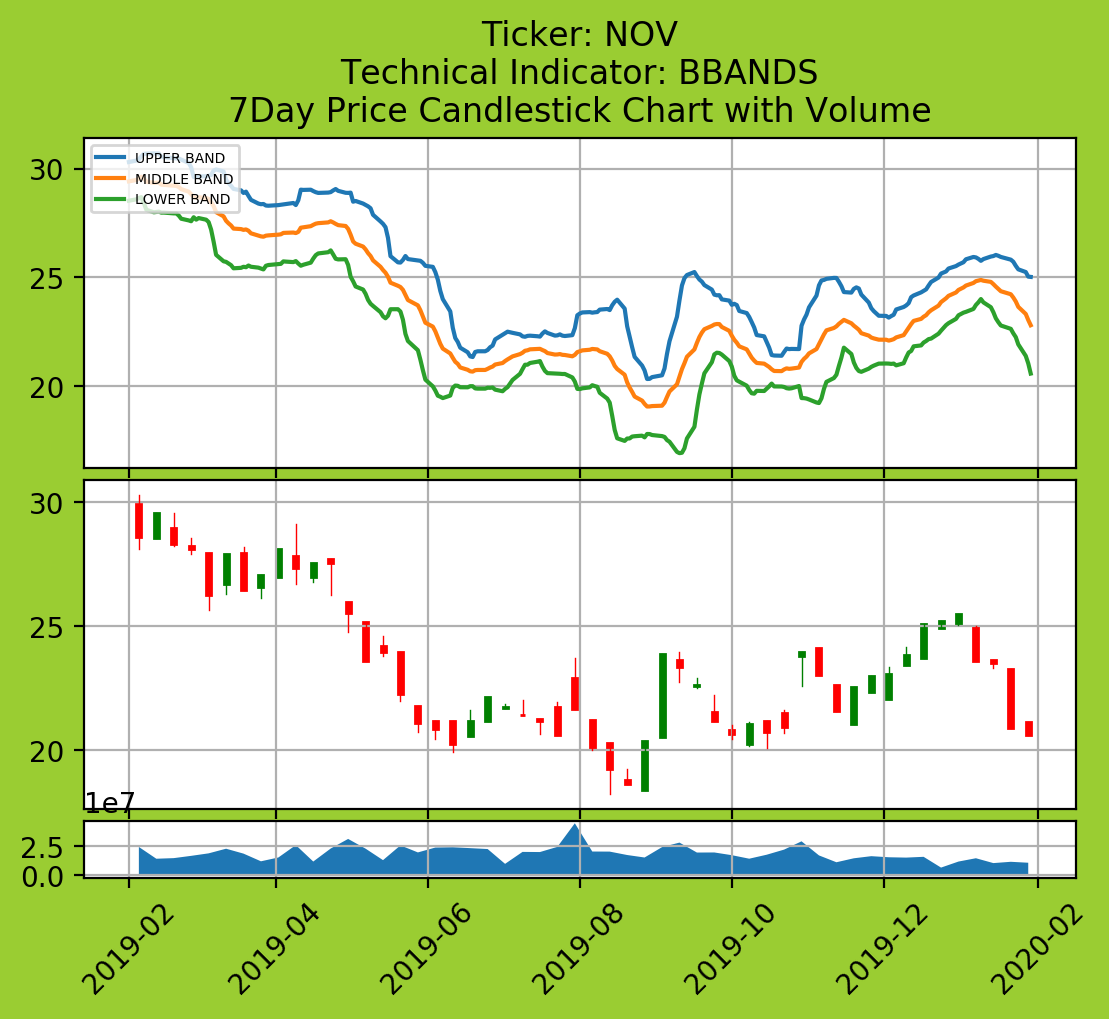 Ticker: NOV
Technical Indicator: BBANDS
7Day Price Candlestick Chart with Volume
UPPER BAND
MIDDLE BAND
LOWER BAND
30
25
20
30
25
20
1e7
2.5
0.0
2019-02
2019-04
2019-06
2019-08
2019-10
2019-12
2020-02